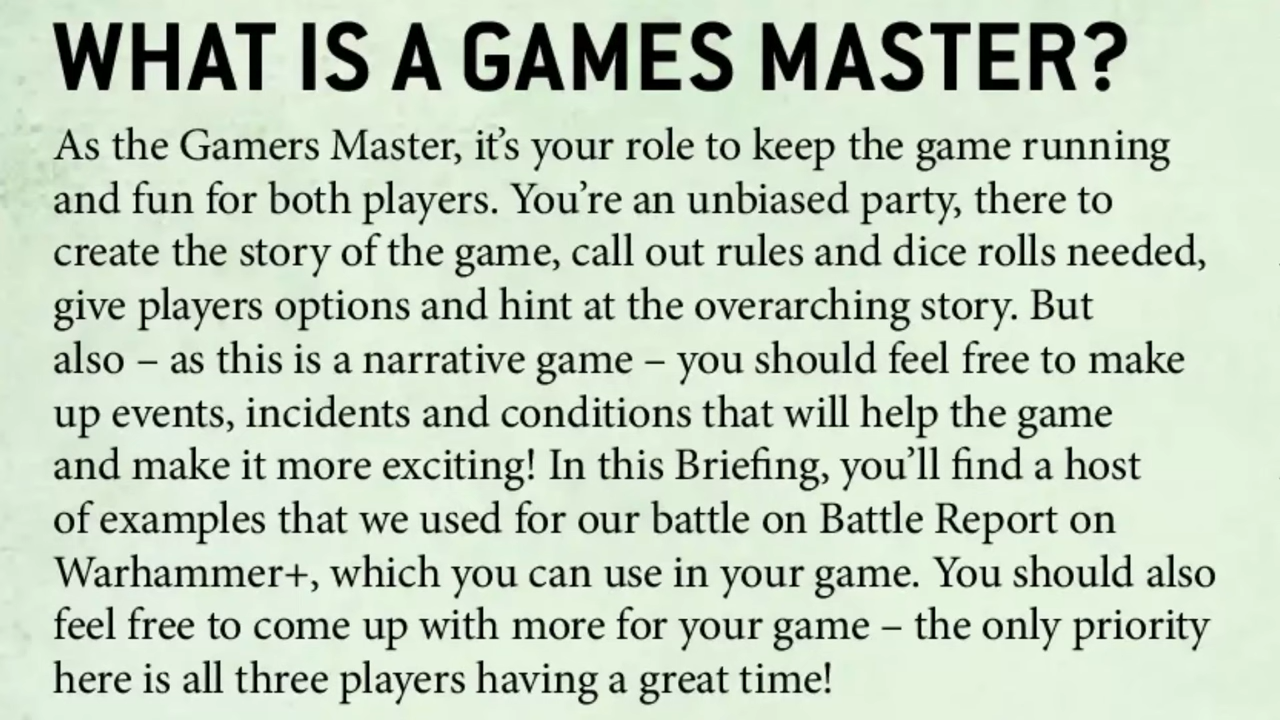 WHAT IS A GAMES MASTER?
As the Gamers Master, it’s your role to keep the game running
and fun for both players. You’re an unbiased party, there to
create the story of the game, call out rules and dice rolls needed,
give players options and hint at the overarching story. But
also – as this is a narrative game – you should feel free to make
up events, incidents and conditions that will help the game
and make it more exciting! In this Briefing, you’ll find a host
of examples that we used for our battle on Battle Report on
Warhammer+, which you can use in your game. You should also
feel free to come up with more for your game – the only priority
here is all three players having a great time!